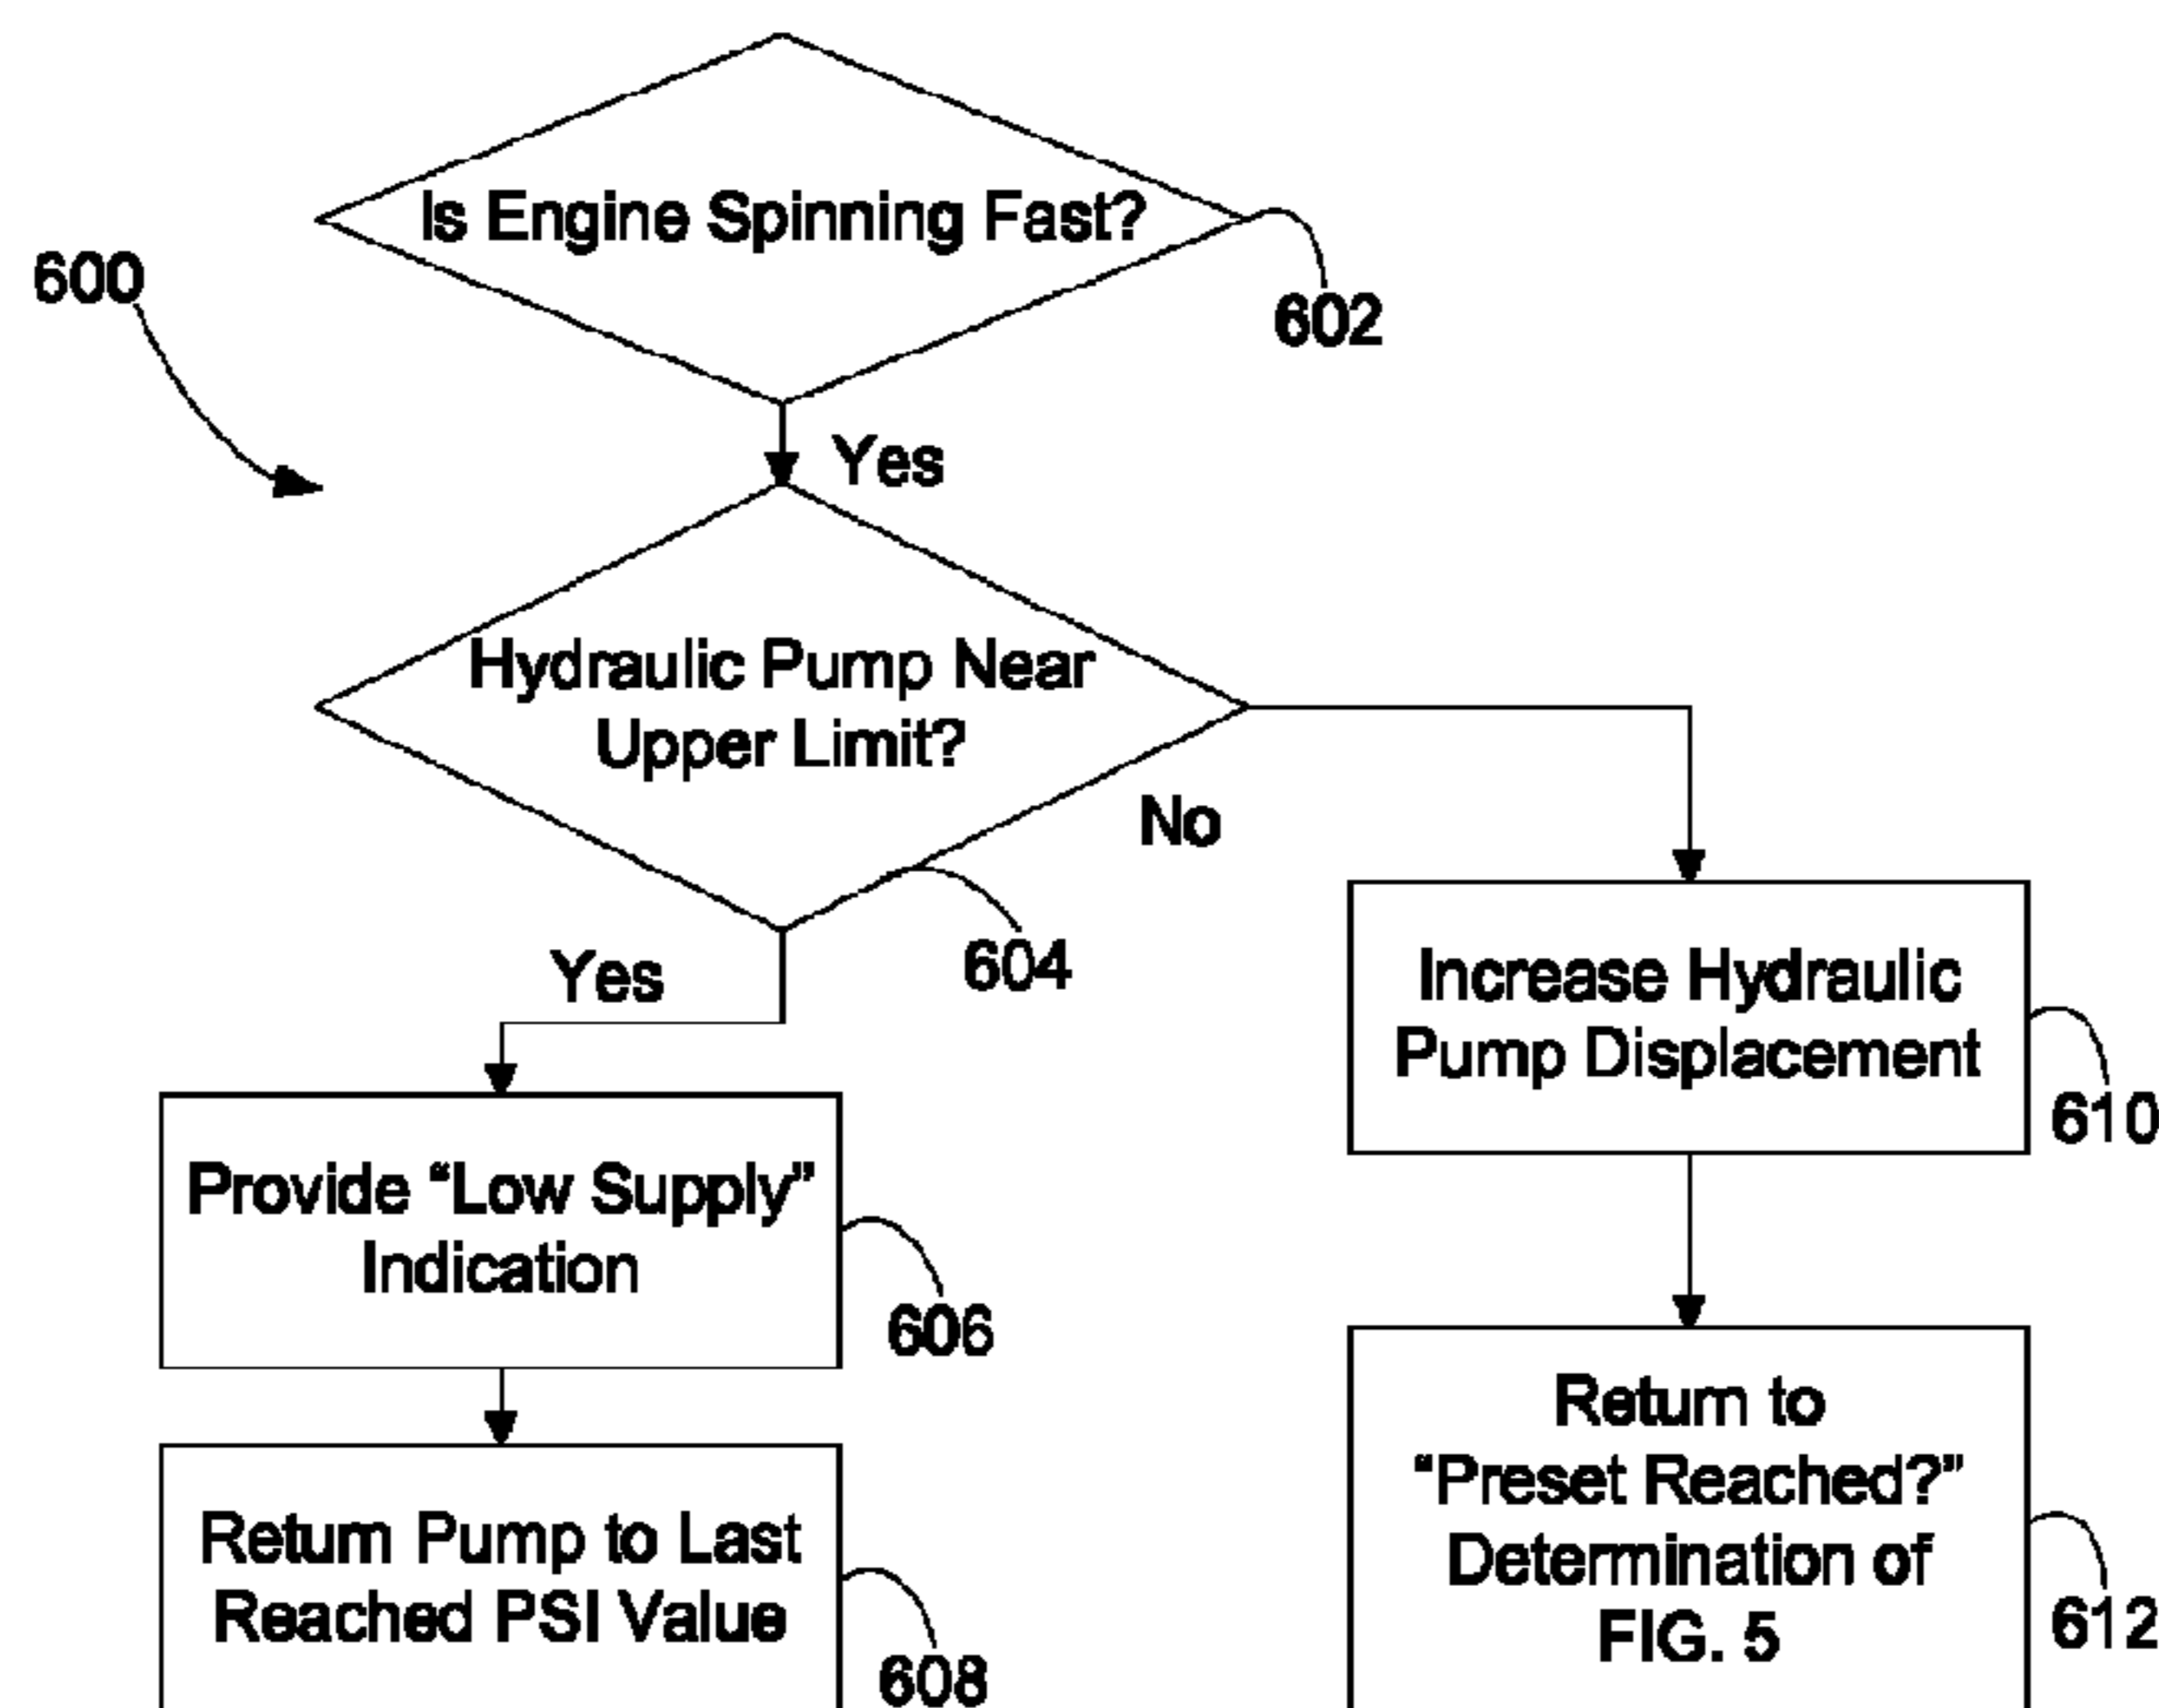 Is Engine Spinning Fast?
600
602
Yes
Hydraulic Pump Near
Upper Limit?
No
604
Yes
Increase Hydraulic
Pump Displacement
610
Provide “Low Supply”
Indication
606
Return to
“Preset Reached?”
Determination of
FIG. 5
612
Return Pump to Last
Reached PSI Value
608